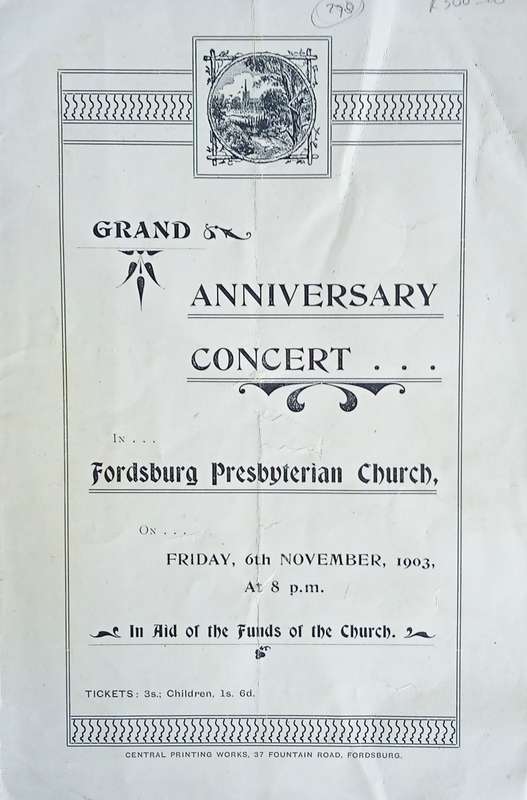 278
GRAND
ANNIVERSARY
CONCERT . . .
In . . .
Fordsburg Presbyterian Church,
On . . .
FRIDAY, 6th NOVEMBER, 1903,
At 8 p.m.
In Aid of the Funds of the Church.
TICKETS: 3s.; Children, 1s. 6d.
CENTRAL PRINTING WORKS, 37 FOUNTAIN ROAD, FORDSBURG.